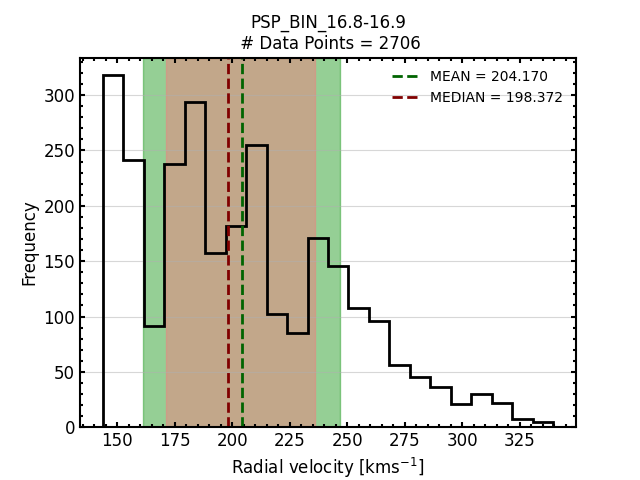 PSP_BIN_16.8-16.9
# Data Points = 2706
MEAN = 204.170
MEDIAN = 198.372
Frequency
300
250
200
150
100
50
0
150 175 200 225 250 275 300 325
Radial velocity [kms⁻¹]